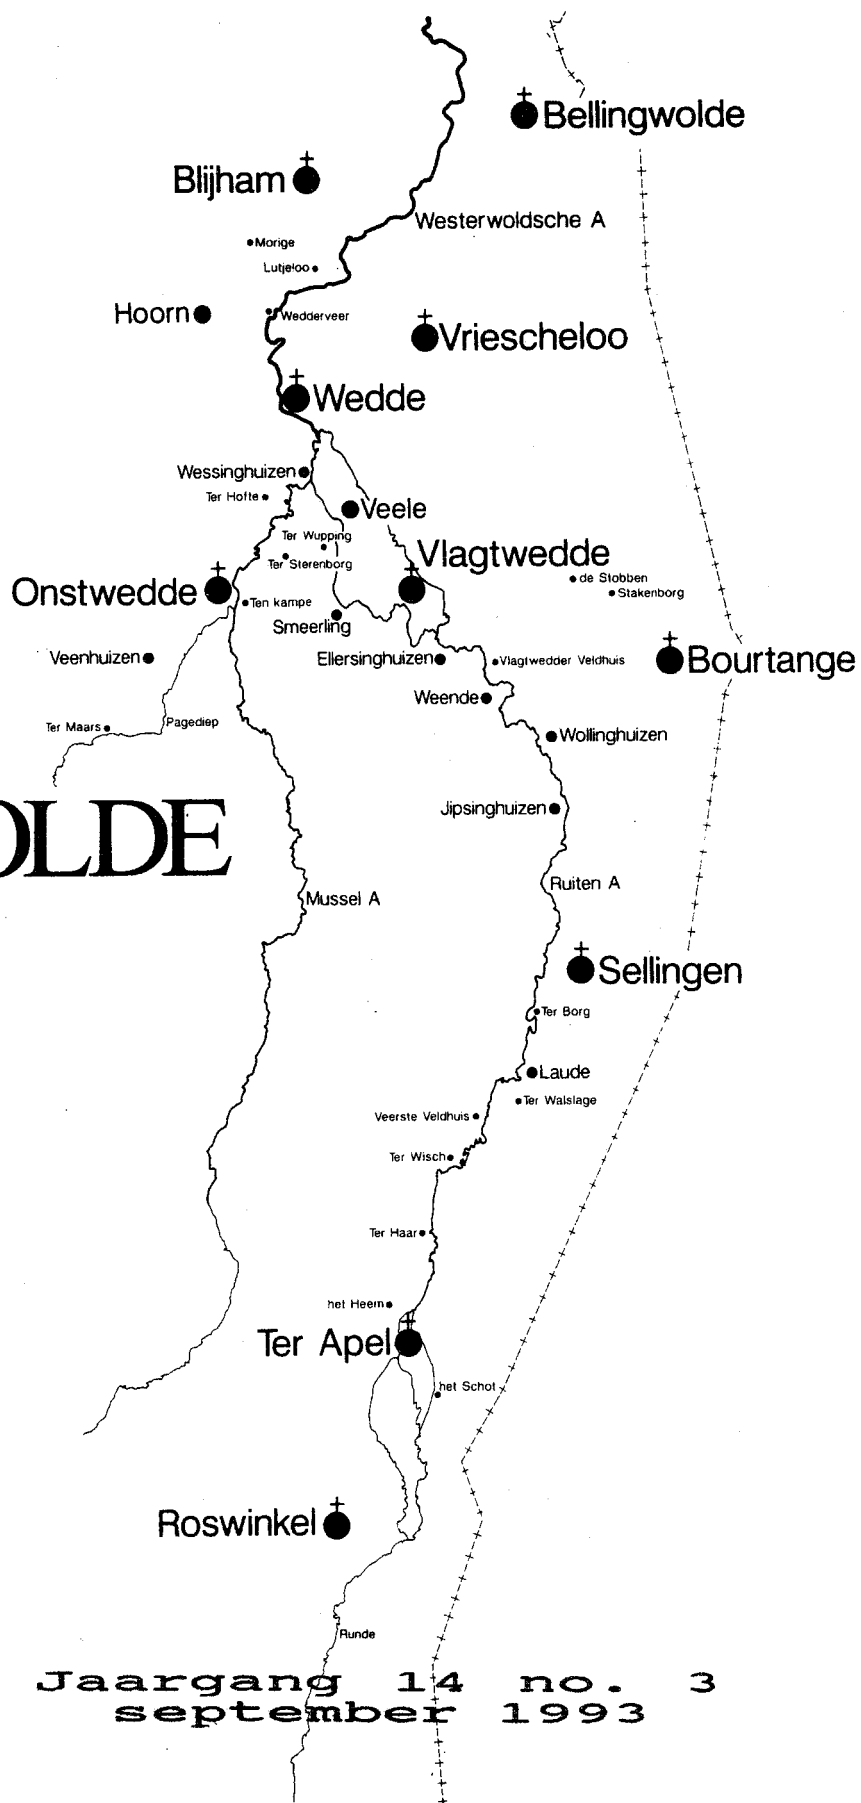 Bellingwolde
Blijham
Westerwoldsche A
Morige
Lutjeloo
Hoorn
Wedderveer
Vriescheloo
Wedde
Wessinghuizen
Ter Hofte
Veele
Ter Wupping
Vlagtwedde
Ter Sterenborg
de Stobben
Onstwedde
Stakenborg
Ten kampe
Smeerling
Veenhuizen
Ellersinghuizen
Vlagtwedder Veldhuis
Bourtange
Weende
Ter Maars
Pagediep
Wollinghuizen
Jipsinghuizen
OLDE
Ruiten A
Mussel A
Sellingen
Ter Borg
Laude
Ter Walslage
Veerste Veldhuis
Ter Wisch
Ter Haar
het Heem
Ter Apel
het Schot
Roswinkel
Runde
Jaargang 14 no. 3
september 1993